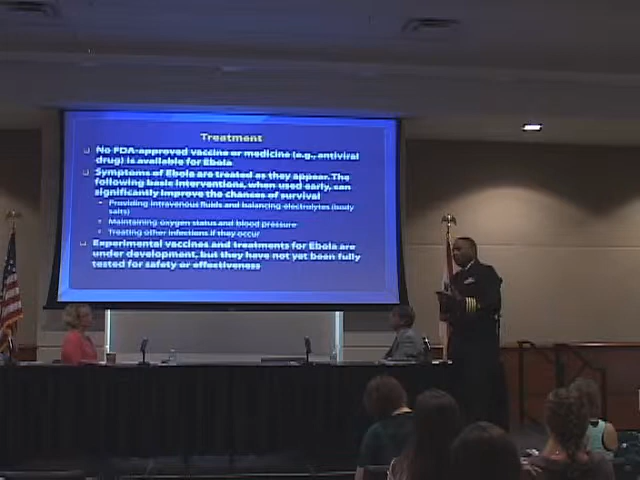 Treatment
No FDA-approved vaccine or medicine (e.g., antiviral
drug) is available for Ebola
Symptoms of Ebola are treated as they appear. The
following basic interventions, when used early, can
significantly improve the chances of survival
Providing intravenous fluids and balancing electrolytes (body
salts)
Maintaining oxygen status and blood pressure
Treating other infections if they occur
Experimental vaccines and treatments for Ebola are
under development, but they have not yet been fully
tested for safety or effectiveness